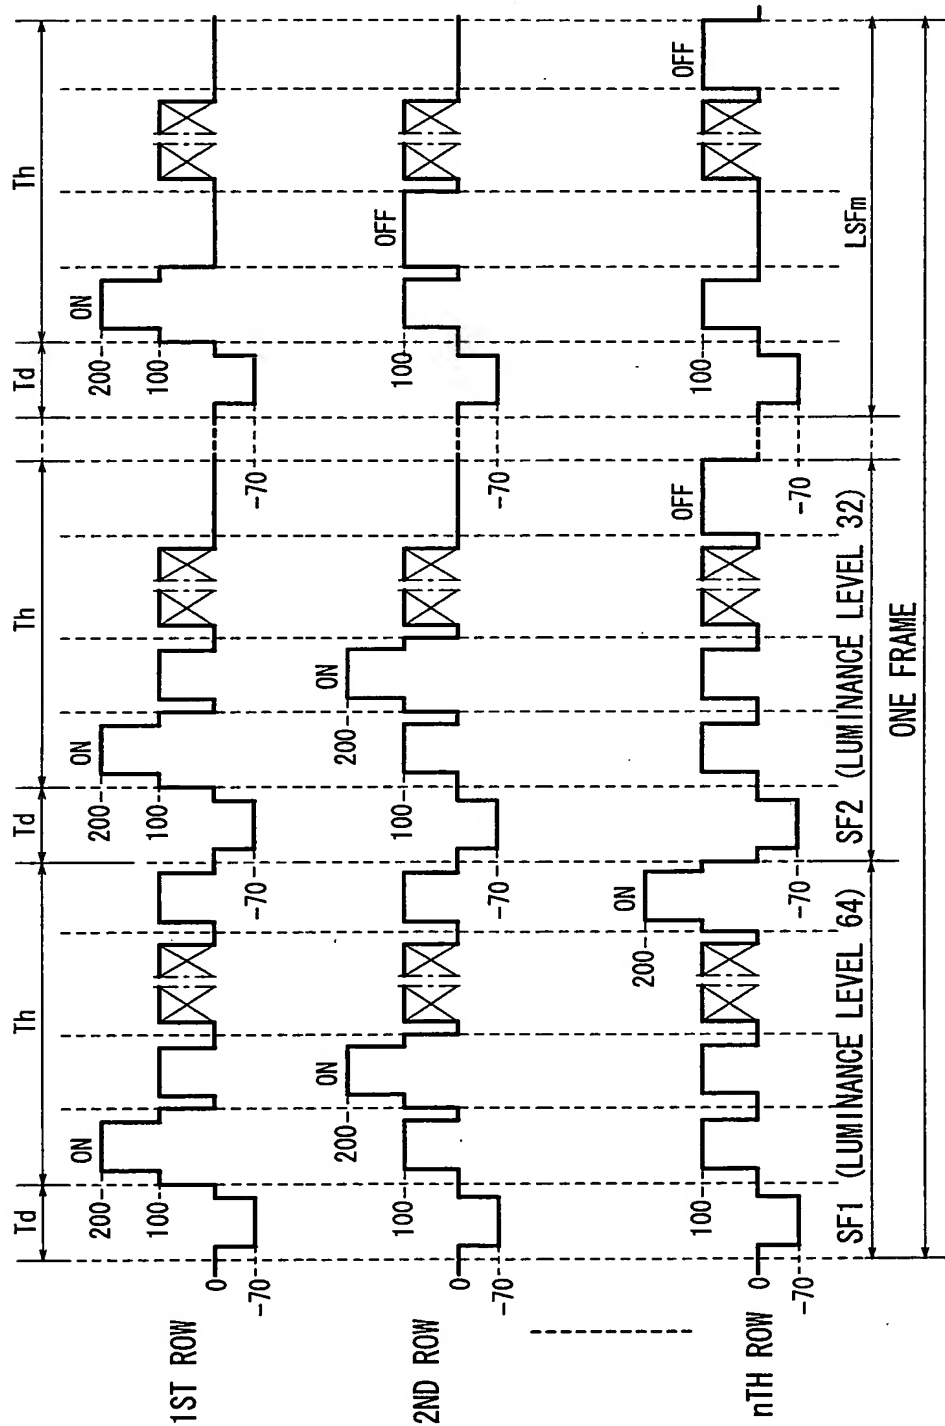 Td Th Td Th Td Th
ON ON ON
200 200 200
100 100 100
1ST ROW 0
-70 -70 -70
ON ON OFF
200 200
100 100 100
2ND ROW 0
-70 -70 -70
ON OFF OFF
200
100 100
nTH ROW 0
-70 -70 -70
SF1 (LUMINANCE LEVEL 64) SF2 (LUMINANCE LEVEL 32) LSFm
ONE FRAME